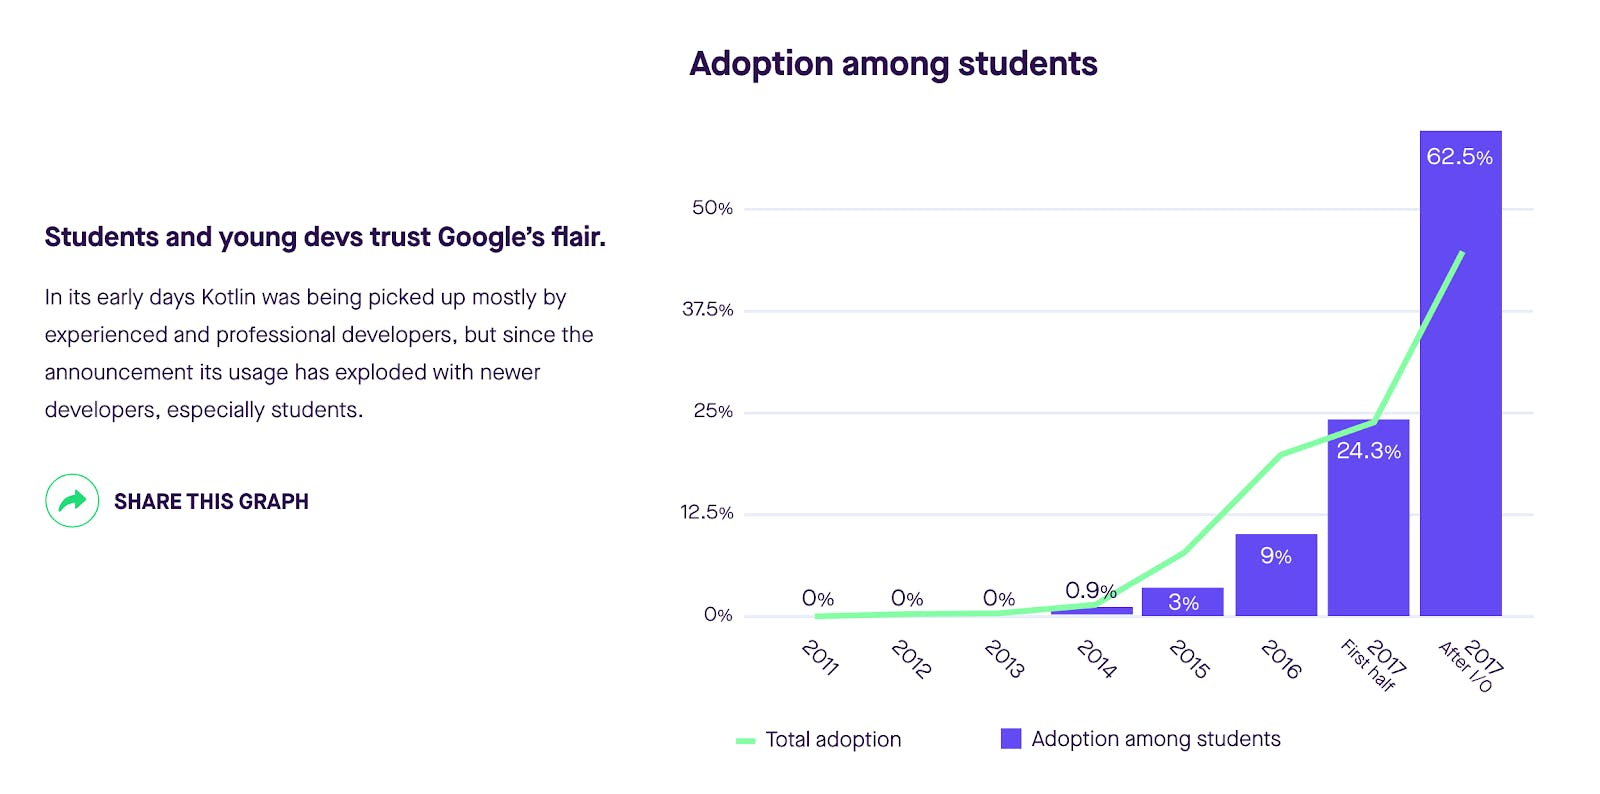 Adoption among students
Students and young devs trust Google's flair.
In its early days Kotlin was being picked up mostly by
experienced and professional developers, but since the
announcement its usage has exploded with newer
developers, especially students.
SHARE THIS GRAPH
50%
37.5%
25%
12.5%
0%
0%
0%
0%
0.9%
3%
9%
24.3%
62.5%
2011
2012
2013
2014
2015
2016
2017
First half
2017
After I/O
Total adoption
Adoption among students